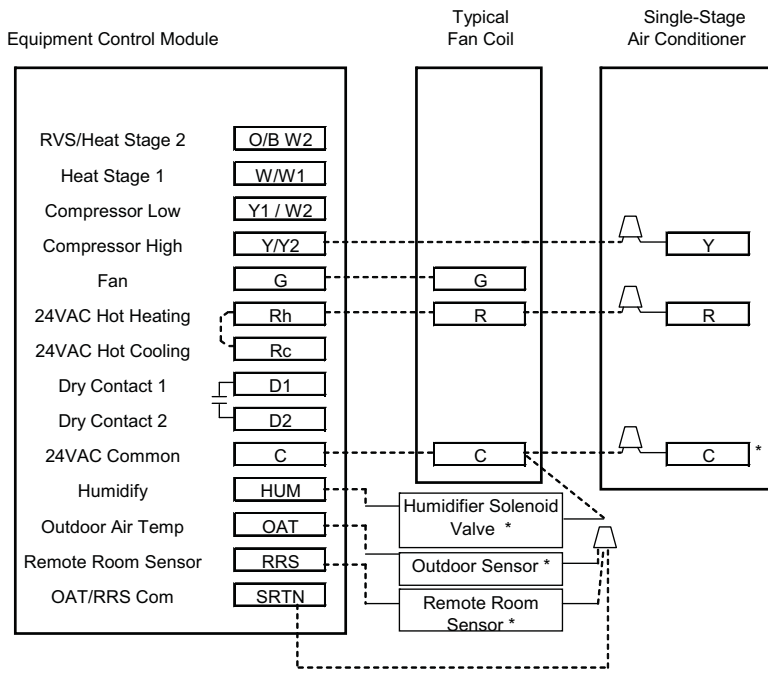 Typical
Fan Coil
Single-Stage
Air Conditioner
Equipment Control Module
RVS/Heat Stage 2 O/B W2
Heat Stage 1 W/W1
Compressor Low Y1 / W2
Compressor High Y/Y2 Y
Fan G G
24VAC Hot Heating Rh R R
24VAC Hot Cooling Rc
Dry Contact 1 D1
Dry Contact 2 D2
24VAC Common C C C *
Humidify HUM
Humidifier Solenoid
Valve *
Outdoor Air Temp OAT
Outdoor Sensor *
Remote Room Sensor RRS
OAT/RRS Com SRTN
Remote Room
Sensor *